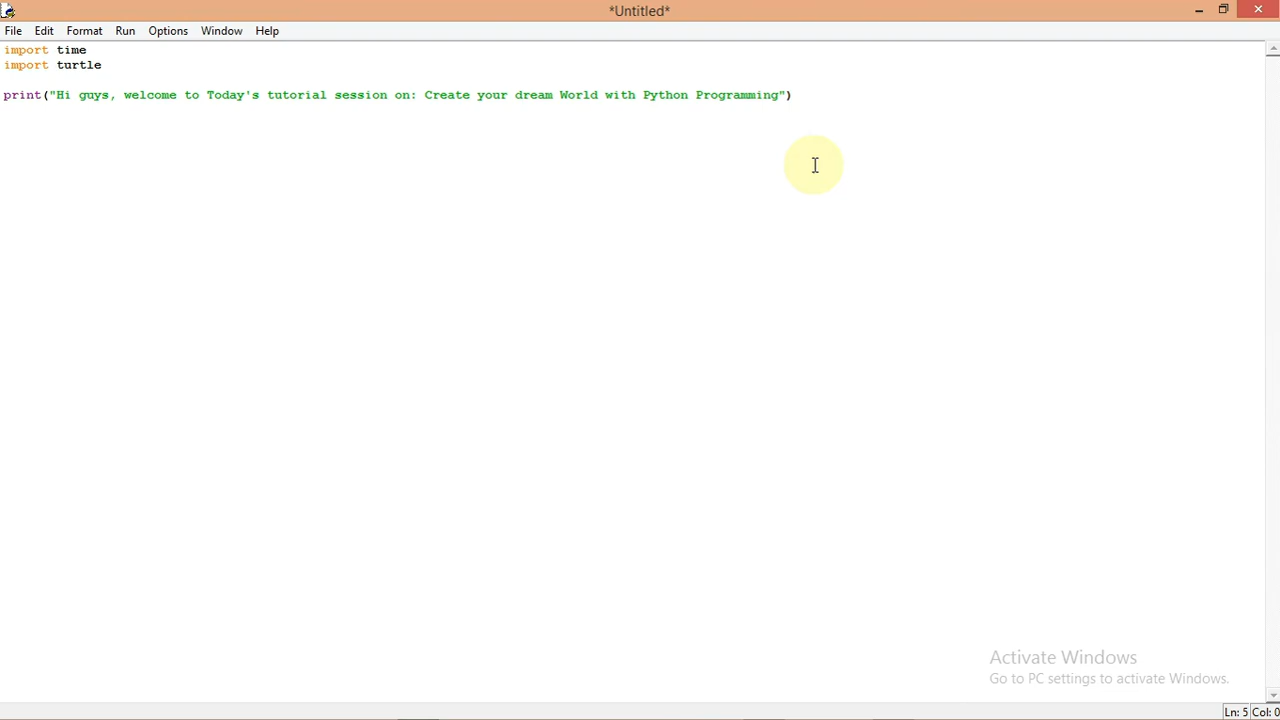 *Untitled*
File Edit Format Run Options Window Help
import time
import turtle
print("Hi guys, welcome to Today's tutorial session on: Create your dream World with Python Programming")
Activate Windows
Go to PC settings to activate Windows.
Ln: 5 Col: 0